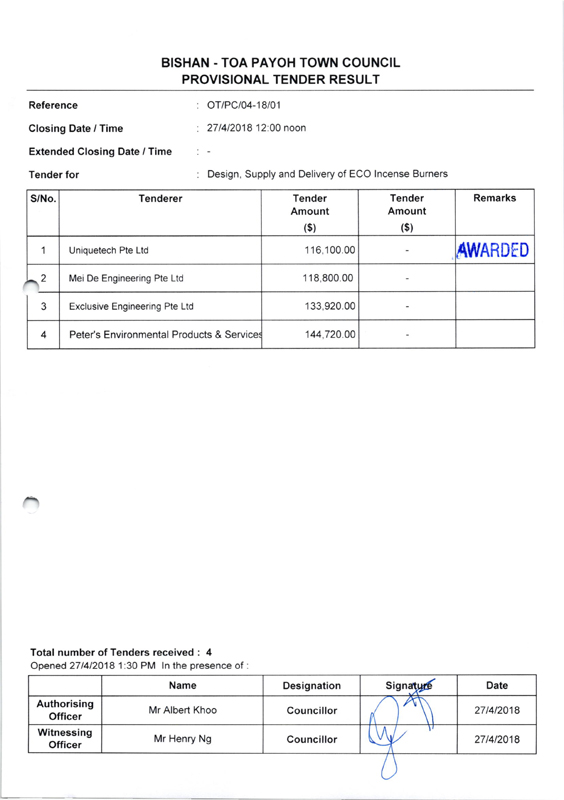 BISHAN - TOA PAYOH TOWN COUNCIL
PROVISIONAL TENDER RESULT
Reference : OT/PC/04-18/01
Closing Date / Time : 27/4/2018 12:00 noon
Extended Closing Date / Time : -
Tender for : Design, Supply and Delivery of ECO Incense Burners
S/No. Tenderer Tender Amount ($) Tender Amount ($) Remarks
1 Uniquetech Pte Ltd 116,100.00 - AWARDED
2 Mei De Engineering Pte Ltd 118,800.00 -
3 Exclusive Engineering Pte Ltd 133,920.00 -
4 Peter's Environmental Products & Services 144,720.00 -
Total number of Tenders received : 4
Opened 27/4/2018 1:30 PM In the presence of :
Name Designation Signature Date
Authorising Officer Mr Albert Khoo Councillor 27/4/2018
Witnessing Officer Mr Henry Ng Councillor 27/4/2018